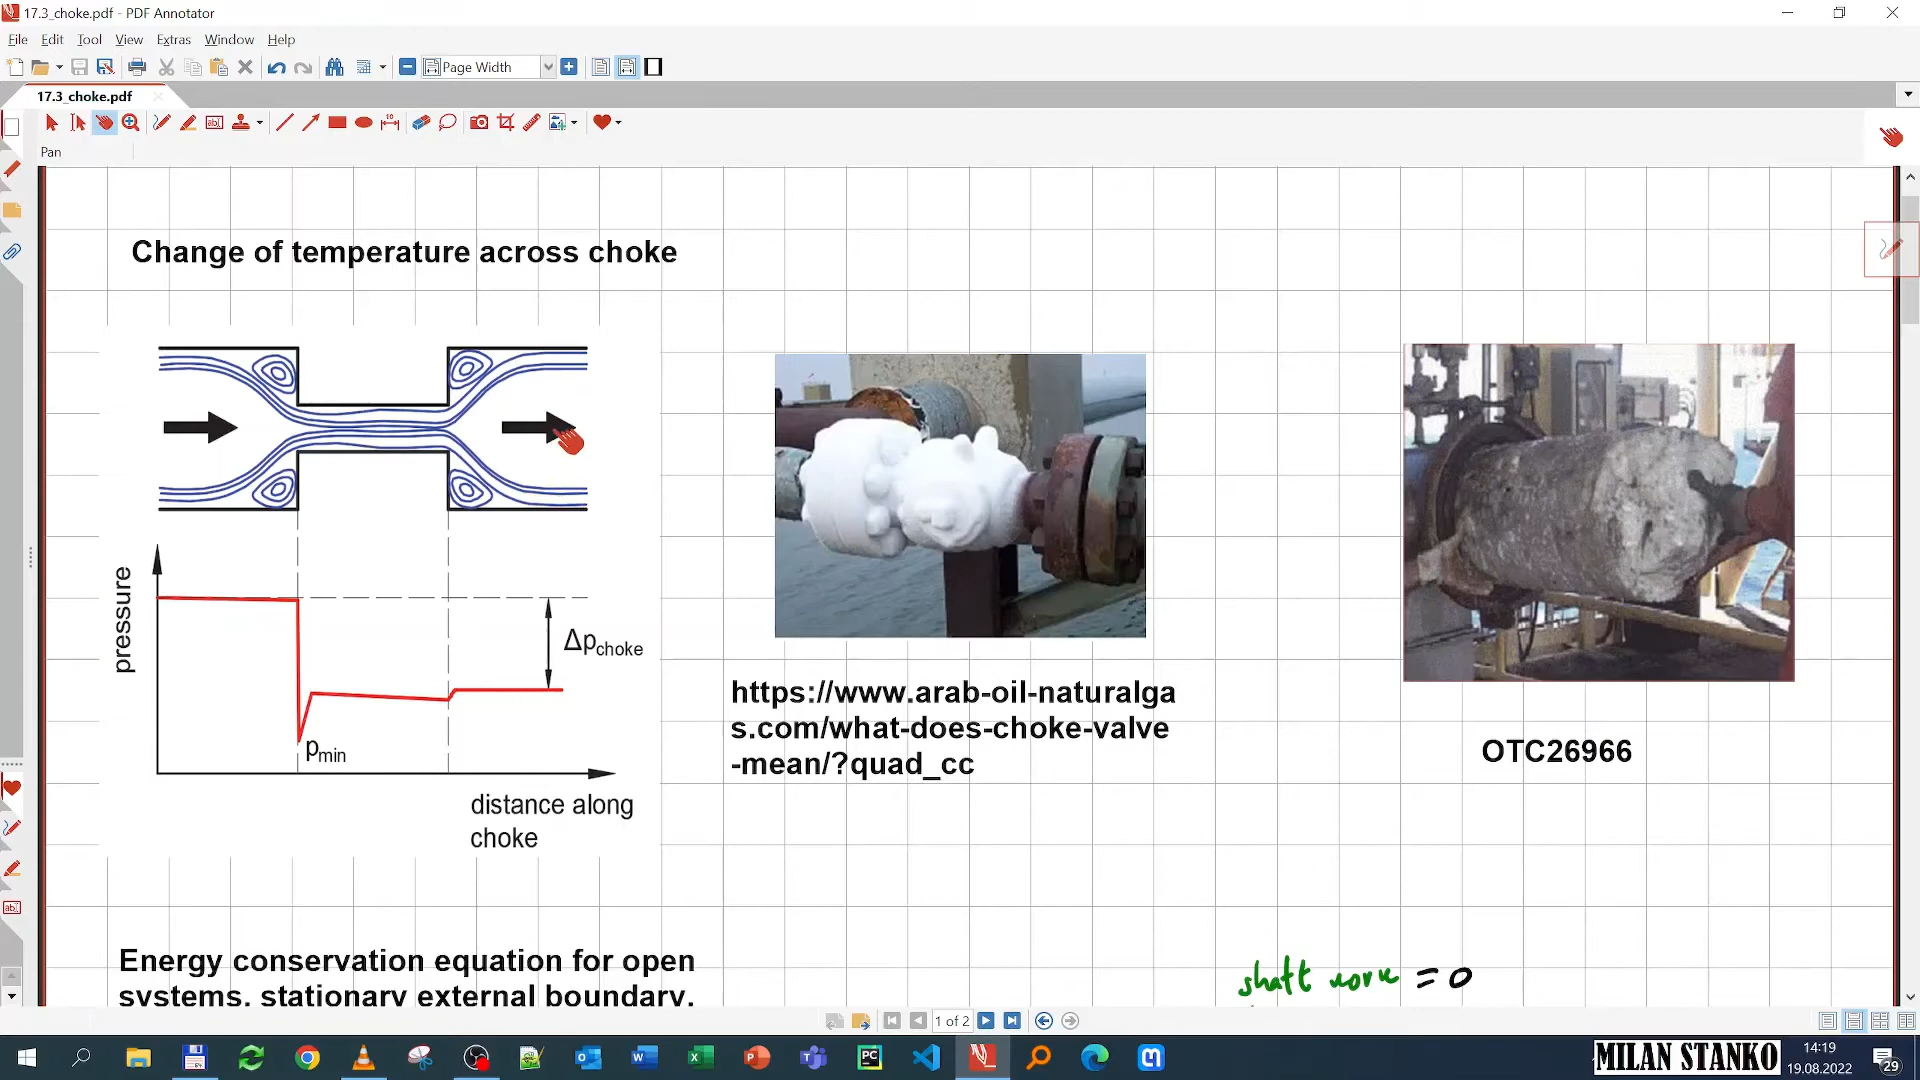 17.3_choke.pdf - PDF Annotator
File Edit Tool View Extras Window Help
Page Width
17.3_choke.pdf
Pan
Change of temperature across choke
pressure
Δpchoke
pmin
distance along
choke
https://www.arab-oil-naturalga
s.com/what-does-choke-valve
-mean/?quad_cc
OTC26966
Energy conservation equation for open
systems, stationary external boundary,
shaft work = 0
1 of 2
MILAN STANKO
14:19
19.08.2022
29